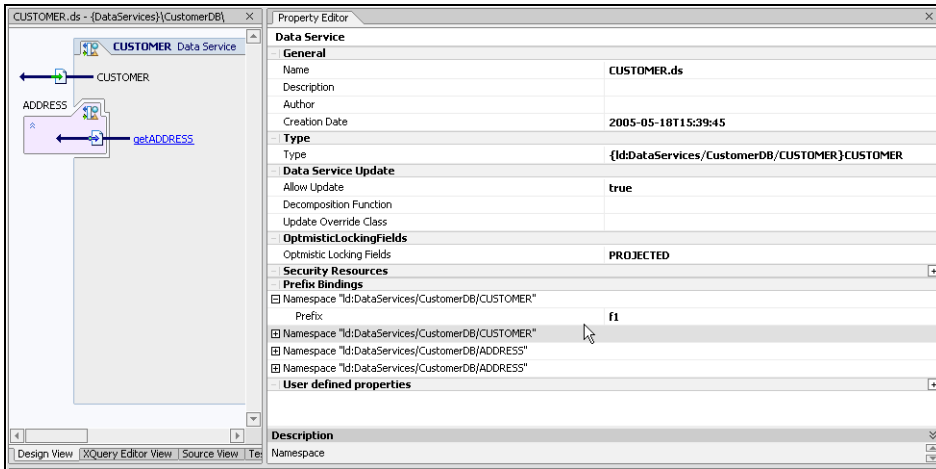 CUSTOMER.ds - {DataServices}\CustomerDB\
CUSTOMER Data Service
CUSTOMER
ADDRESS
getADDRESS
Design View XQuery Editor View Source View Te
Property Editor
Data Service
General
Name CUSTOMER.ds
Description
Author
Creation Date 2005-05-18T15:39:45
Type
Type {ld:DataServices/CustomerDB/CUSTOMER}CUSTOMER
Data Service Update
Allow Update true
Decomposition Function
Update Override Class
OptmisticLockingFields
Optmistic Locking Fields PROJECTED
Security Resources
Prefix Bindings
Namespace "ld:DataServices/CustomerDB/CUSTOMER"
Prefix f1
Namespace "ld:DataServices/CustomerDB/CUSTOMER"
Namespace "ld:DataServices/CustomerDB/ADDRESS"
Namespace "ld:DataServices/CustomerDB/ADDRESS"
User defined properties
Description
Namespace